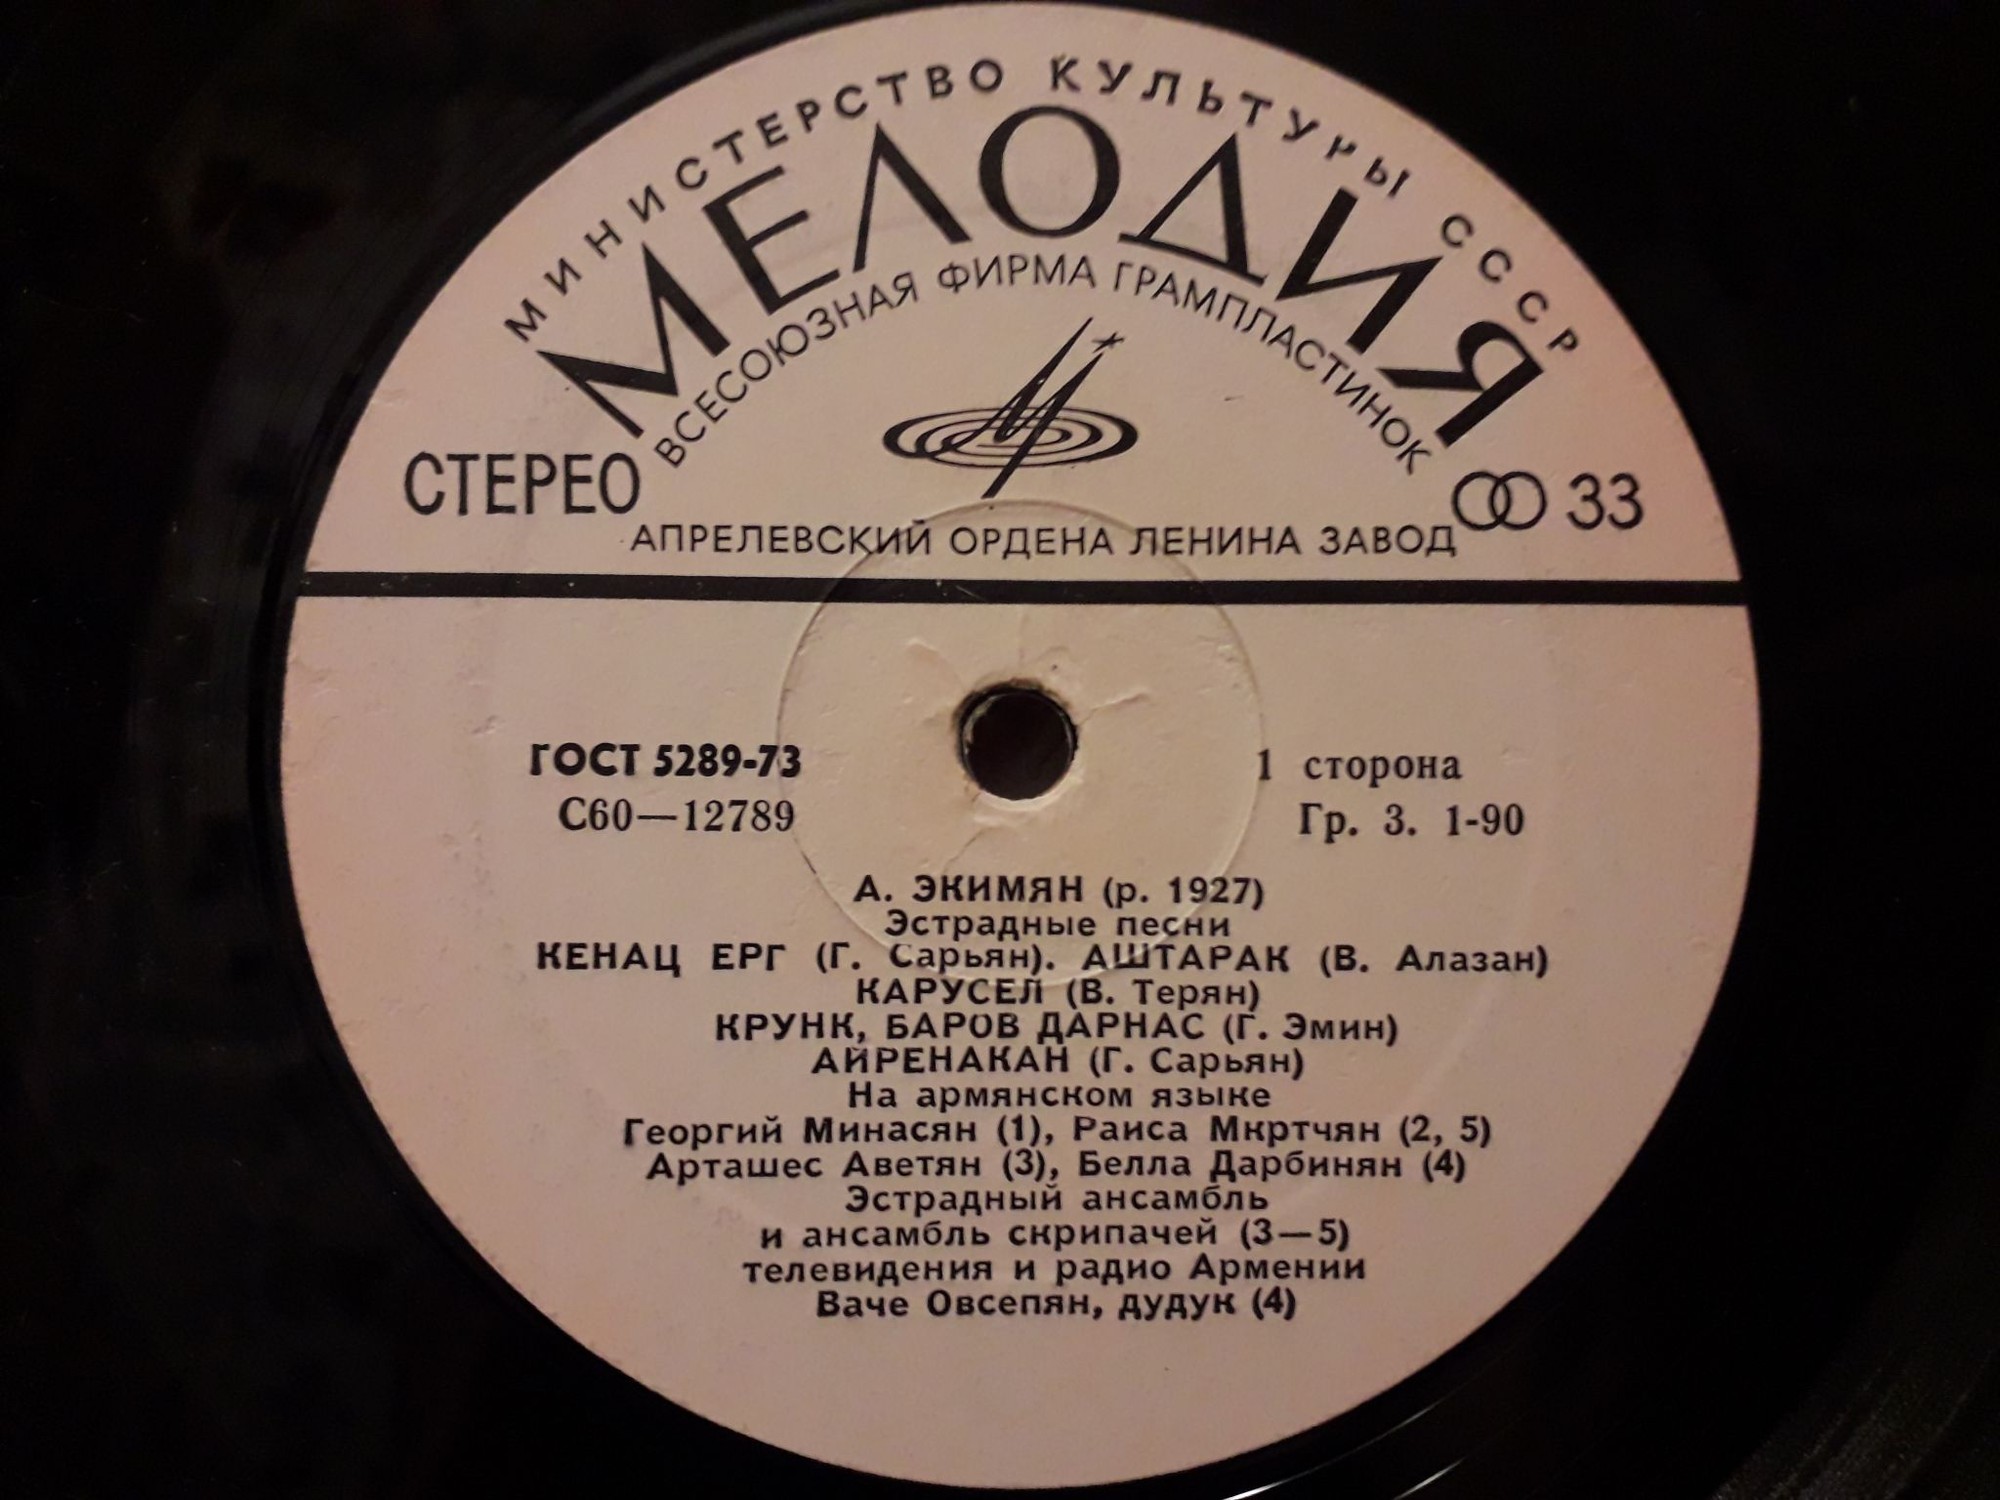 МИНИСТЕРСТВО КУЛЬТУРЫ СССР
МЕЛОДИЯ
ВСЕСОЮЗНАЯ ФИРМА ГРАМПЛАСТИНОК
СТЕРЕО
33
АПРЕЛЕВСКИЙ ОРДЕНА ЛЕНИНА ЗАВОД
ГОСТ 5289-73
С60—12789
1 сторона
Гр. 3. 1-90
А. ЭКИМЯН (р. 1927)
Эстрадные песни
КЕНАЦ ЕРГ (Г. Сарьян). АШТАРАК (В. Алазан)
КАРУСЕЛ (В. Терян)
КРУНК, БАРОВ ДАРНАС (Г. Эмин)
АЙРЕНАКАН (Г. Сарьян)
На армянском языке
Георгий Минасян (1), Раиса Мкртчян (2, 5)
Арташес Аветян (3), Белла Дарбинян (4)
Эстрадный ансамбль
и ансамбль скрипачей (3—5)
телевидения и радио Армении
Ваче Овсепян, дудук (4)